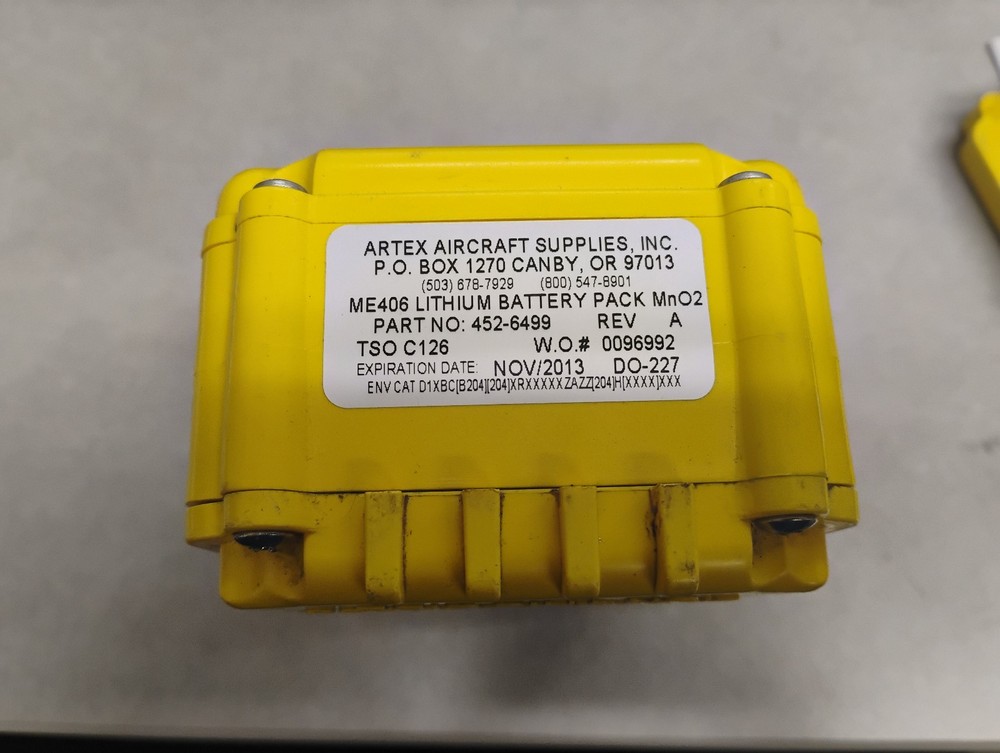 ARTEX AIRCRAFT SUPPLIES, INC.
P.O. BOX 1270 CANBY, OR 97013
(503) 678-7929 (800) 547-8901
ME406 LITHIUM BATTERY PACK MnO2
PART NO: 452-6499 REV A
TSO C126 W.O.# 0096992
EXPIRATION DATE: NOV/2013 DO-227
ENV CAT D1XBC[B204][204]XRXXXXXZAZZ[204]H[XXXX]XXX